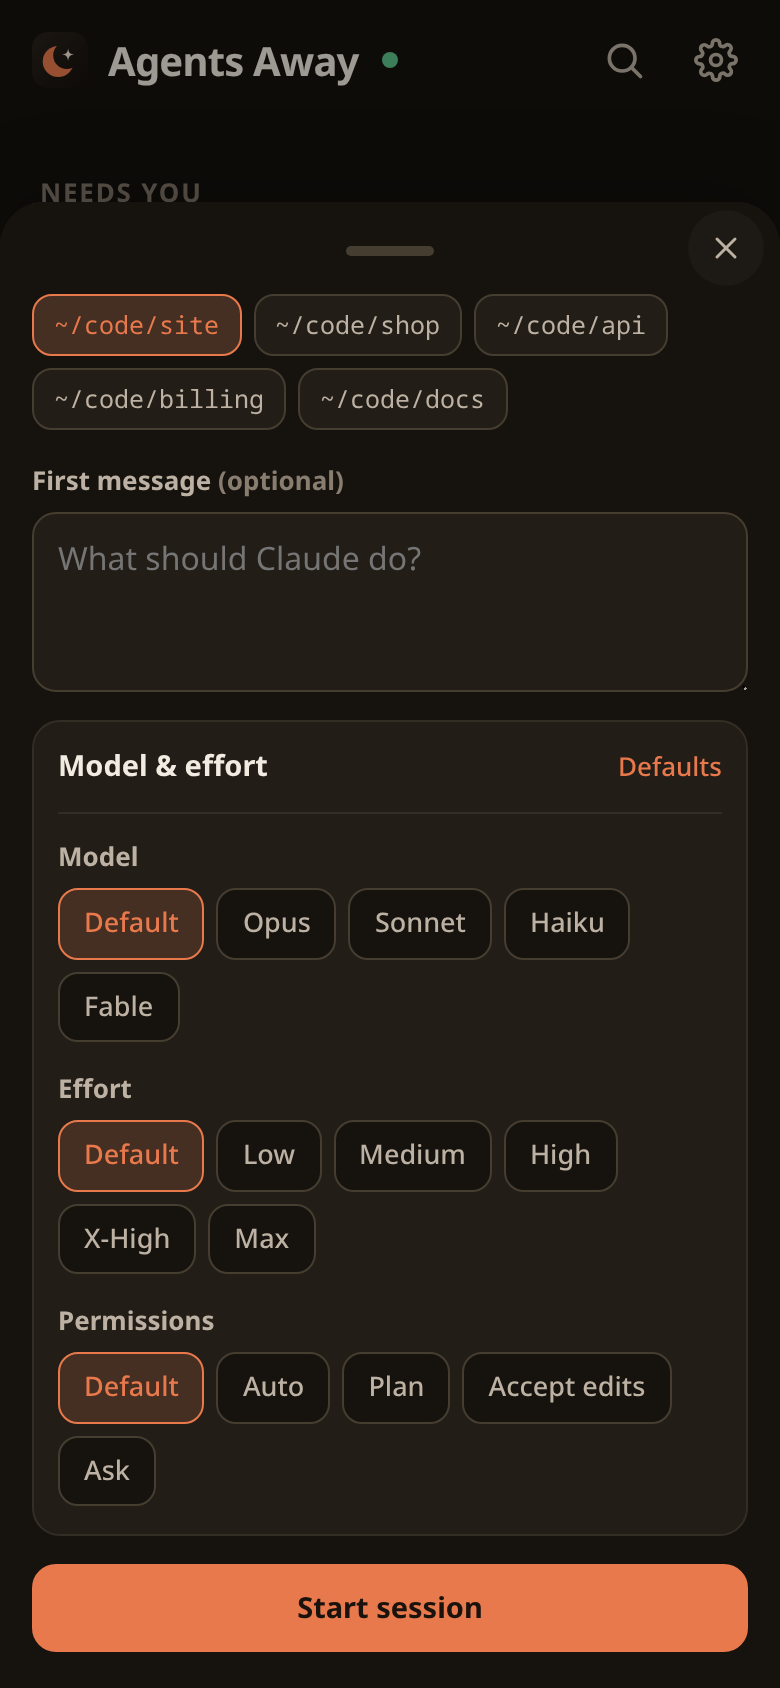 Agents Away
NEEDS YOU
~/code/site ~/code/shop ~/code/api
~/code/billing ~/code/docs
First message (optional)
What should Claude do?
Model & effort Defaults
Model
Default Opus Sonnet Haiku
Fable
Effort
Default Low Medium High
X-High Max
Permissions
Default Auto Plan Accept edits
Ask
Start session